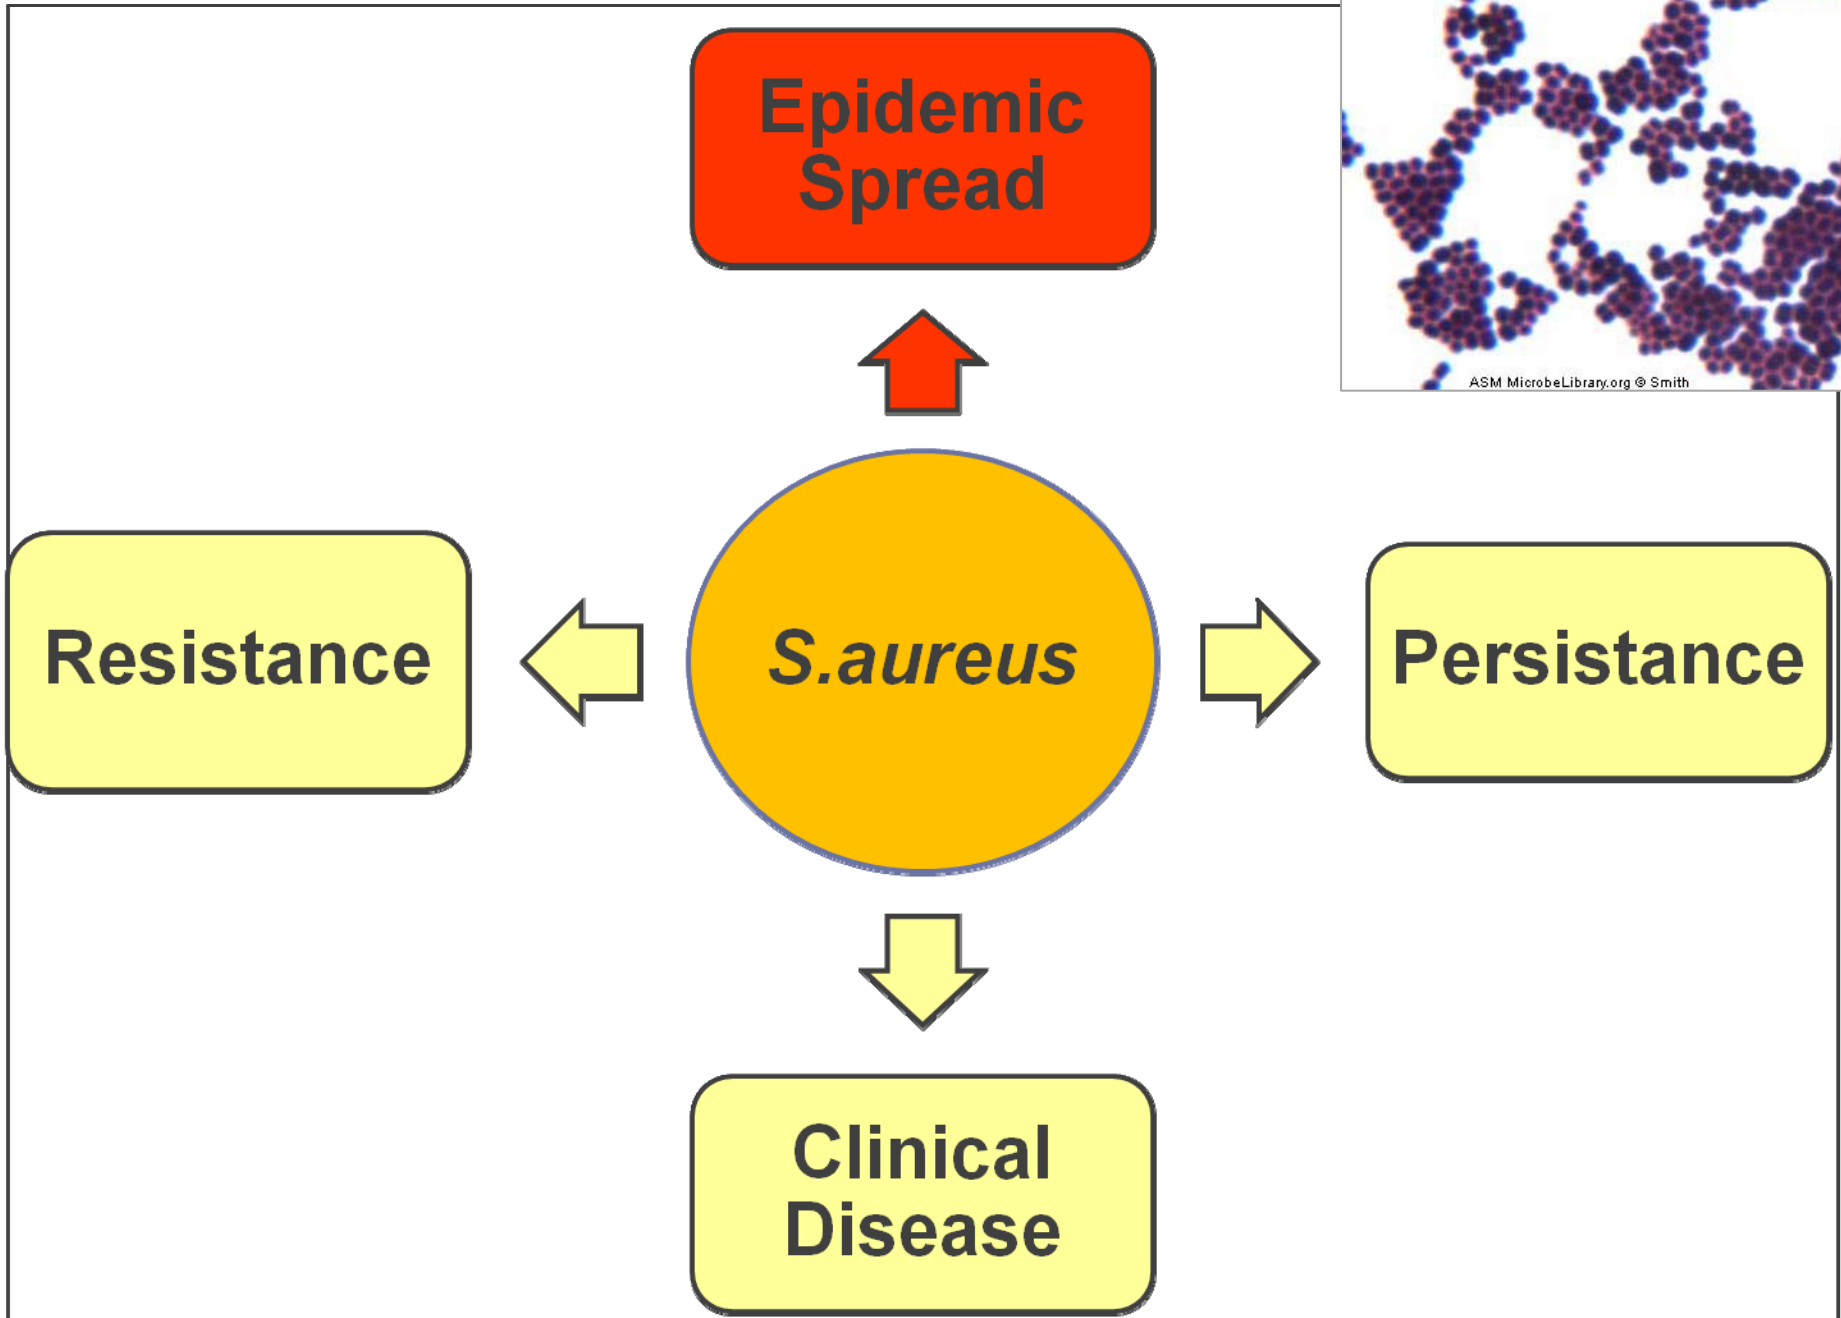 Epidemic
Spread
ASM MicrobeLibrary.org © Smith
Resistance
S.aureus
Persistance
Clinical
Disease